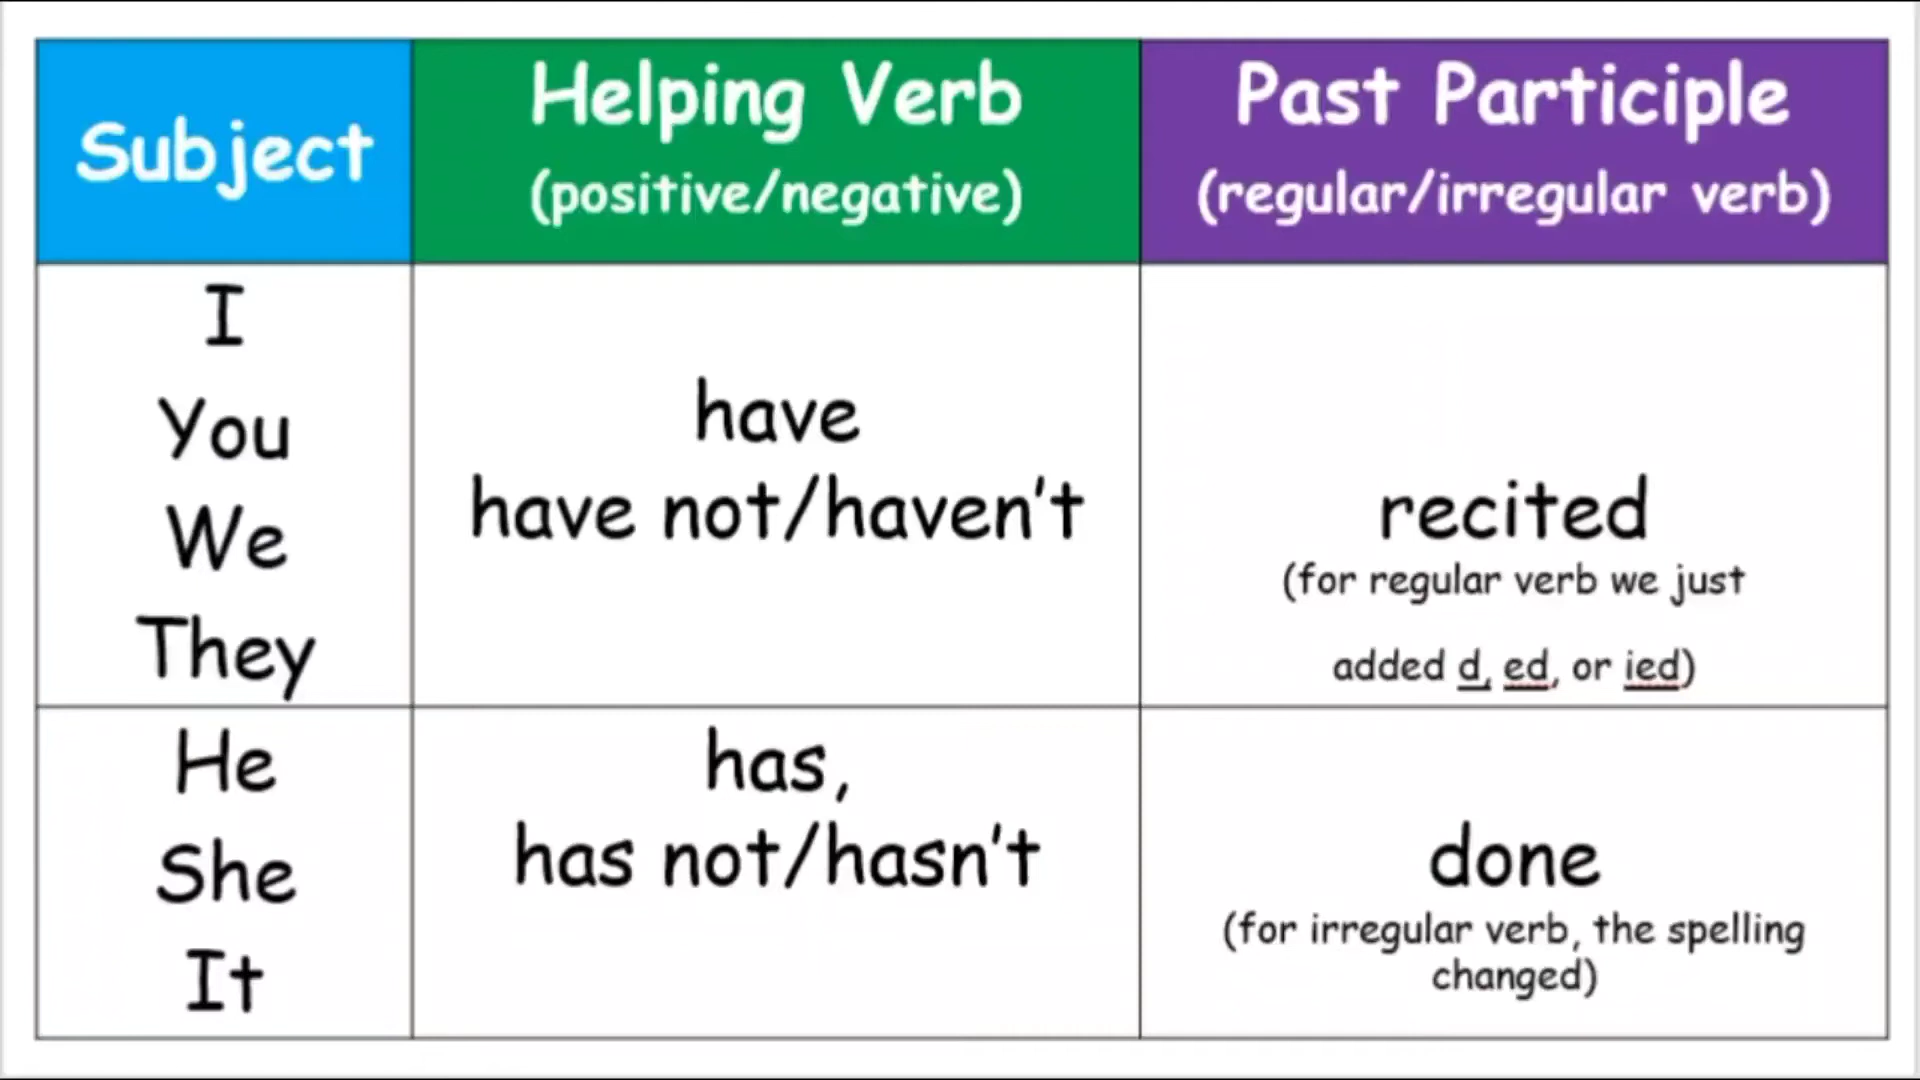 Subject
Helping Verb
(positive/negative)
Past Participle
(regular/irregular verb)
I
You
We
They
have
have not/haven't
recited
(for regular verb we just
added d, ed, or ied)
He
She
It
has,
has not/hasn't
done
(for irregular verb, the spelling
changed)